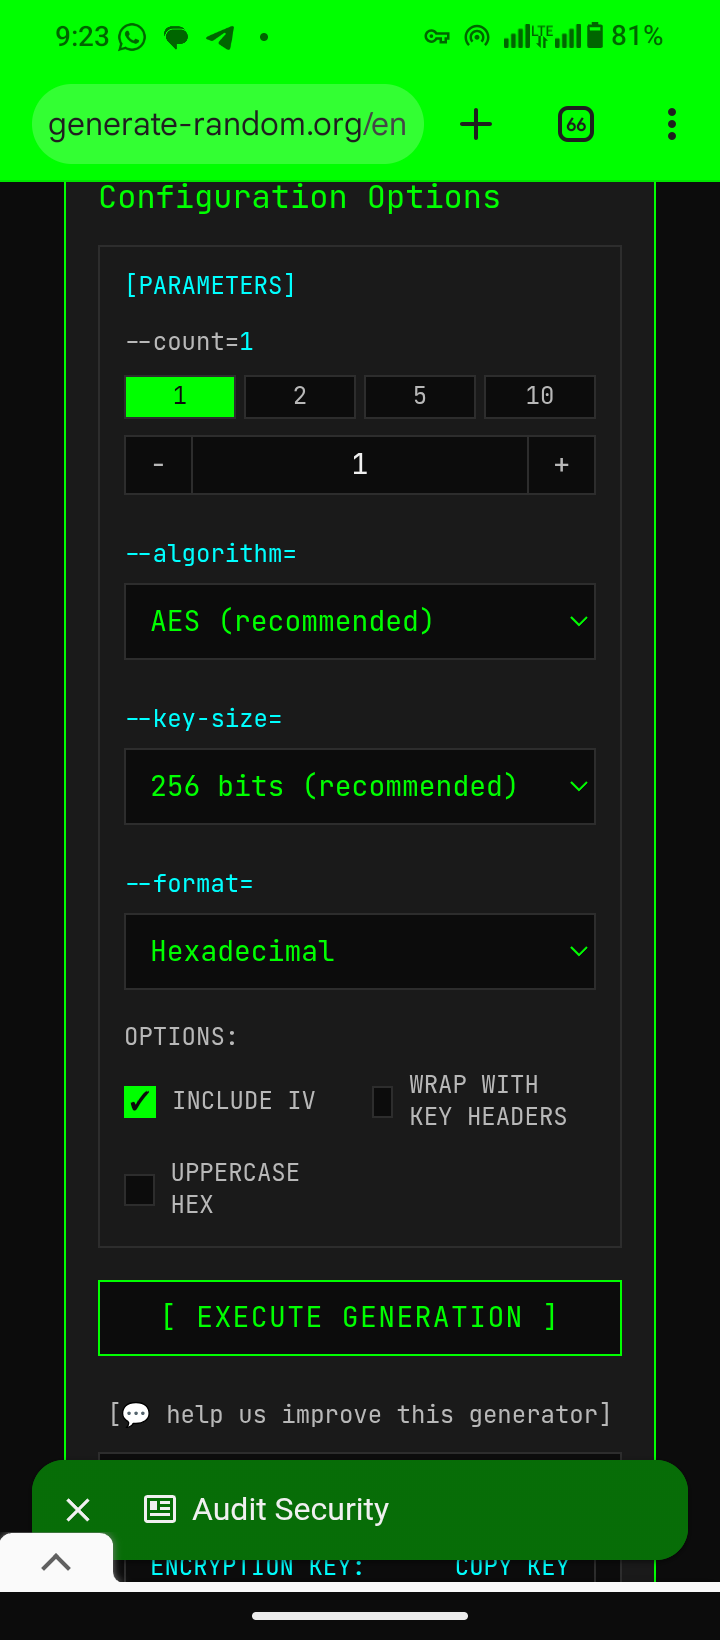 9:23
LTE
81%
generate-random.org/en
66
Configuration Options
[PARAMETERS]
--count=1
1 2 5 10
- 1 +
--algorithm=
AES (recommended)
--key-size=
256 bits (recommended)
--format=
Hexadecimal
OPTIONS:
✓ INCLUDE IV
WRAP WITH
KEY HEADERS
UPPERCASE
HEX
[ EXECUTE GENERATION ]
[💬 help us improve this generator]
Audit Security
ENCRYPTION KEY: COPY KEY